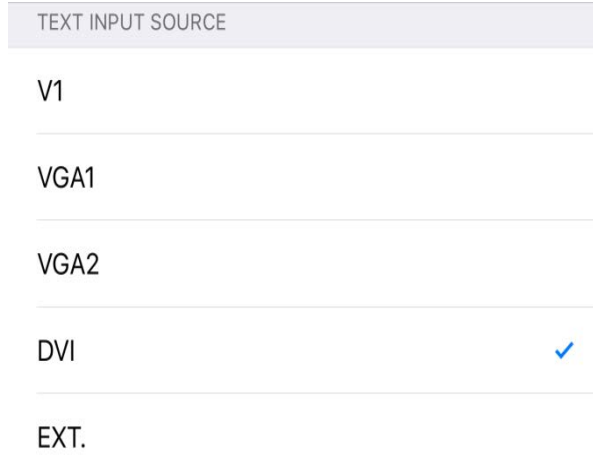 TEXT INPUT SOURCE
V1
VGA1
VGA2
DVI
EXT.